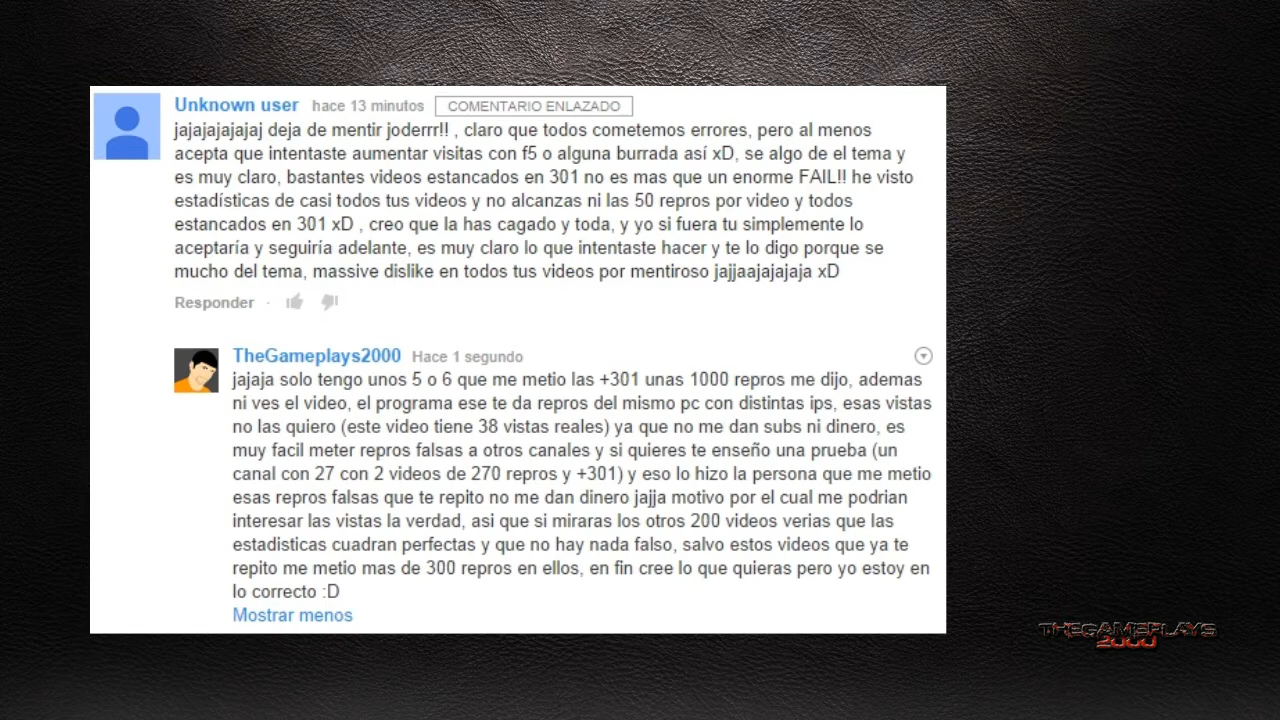 Unknown user hace 13 minutos COMENTARIO ENLAZADO
jajajajajajaj deja de mentir joderrr!! , claro que todos cometemos errores, pero al menos
acepta que intentaste aumentar visitas con f5 o alguna burrada así xD, se algo de el tema y
es muy claro, bastantes videos estancados en 301 no es mas que un enorme FAIL!! he visto
estadísticas de casi todos tus videos y no alcanzas ni las 50 repros por video y todos
estancados en 301 xD , creo que la has cagado y toda, y yo si fuera tu simplemente lo
aceptaría y seguiría adelante, es muy claro lo que intentaste hacer y te lo digo porque se
mucho del tema, massive dislike en todos tus videos por mentiroso jajjaajajajaja xD
Responder ·
TheGameplays2000 Hace 1 segundo
jajaja solo tengo unos 5 o 6 que me metio las +301 unas 1000 repros me dijo, ademas
ni ves el video, el programa ese te da repros del mismo pc con distintas ips, esas vistas
no las quiero (este video tiene 38 vistas reales) ya que no me dan subs ni dinero, es
muy facil meter repros falsas a otros canales y si quieres te enseño una prueba (un
canal con 27 con 2 videos de 270 repros y +301) y eso lo hizo la persona que me metio
esas repros falsas que te repito no me dan dinero jajja motivo por el cual me podrian
interesar las vistas la verdad, asi que si miraras los otros 200 videos verias que las
estadisticas cuadran perfectas y que no hay nada falso, salvo estos videos que ya te
repito me metio mas de 300 repros en ellos, en fin cree lo que quieras pero yo estoy en
lo correcto :D
Mostrar menos
THEGAMEPLAYS
2000